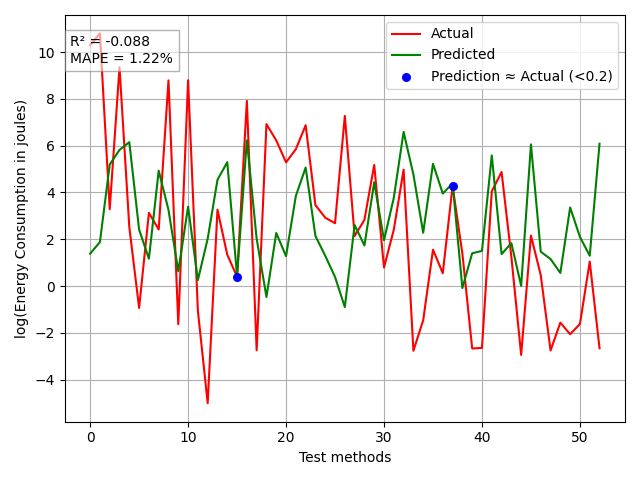 R² = -0.088
MAPE = 1.22%
Actual
Predicted
Prediction ≈ Actual (<0.2)
log(Energy Consumption in joules)
10
8
6
4
2
0
−2
−4
0 10 20 30 40 50
Test methods